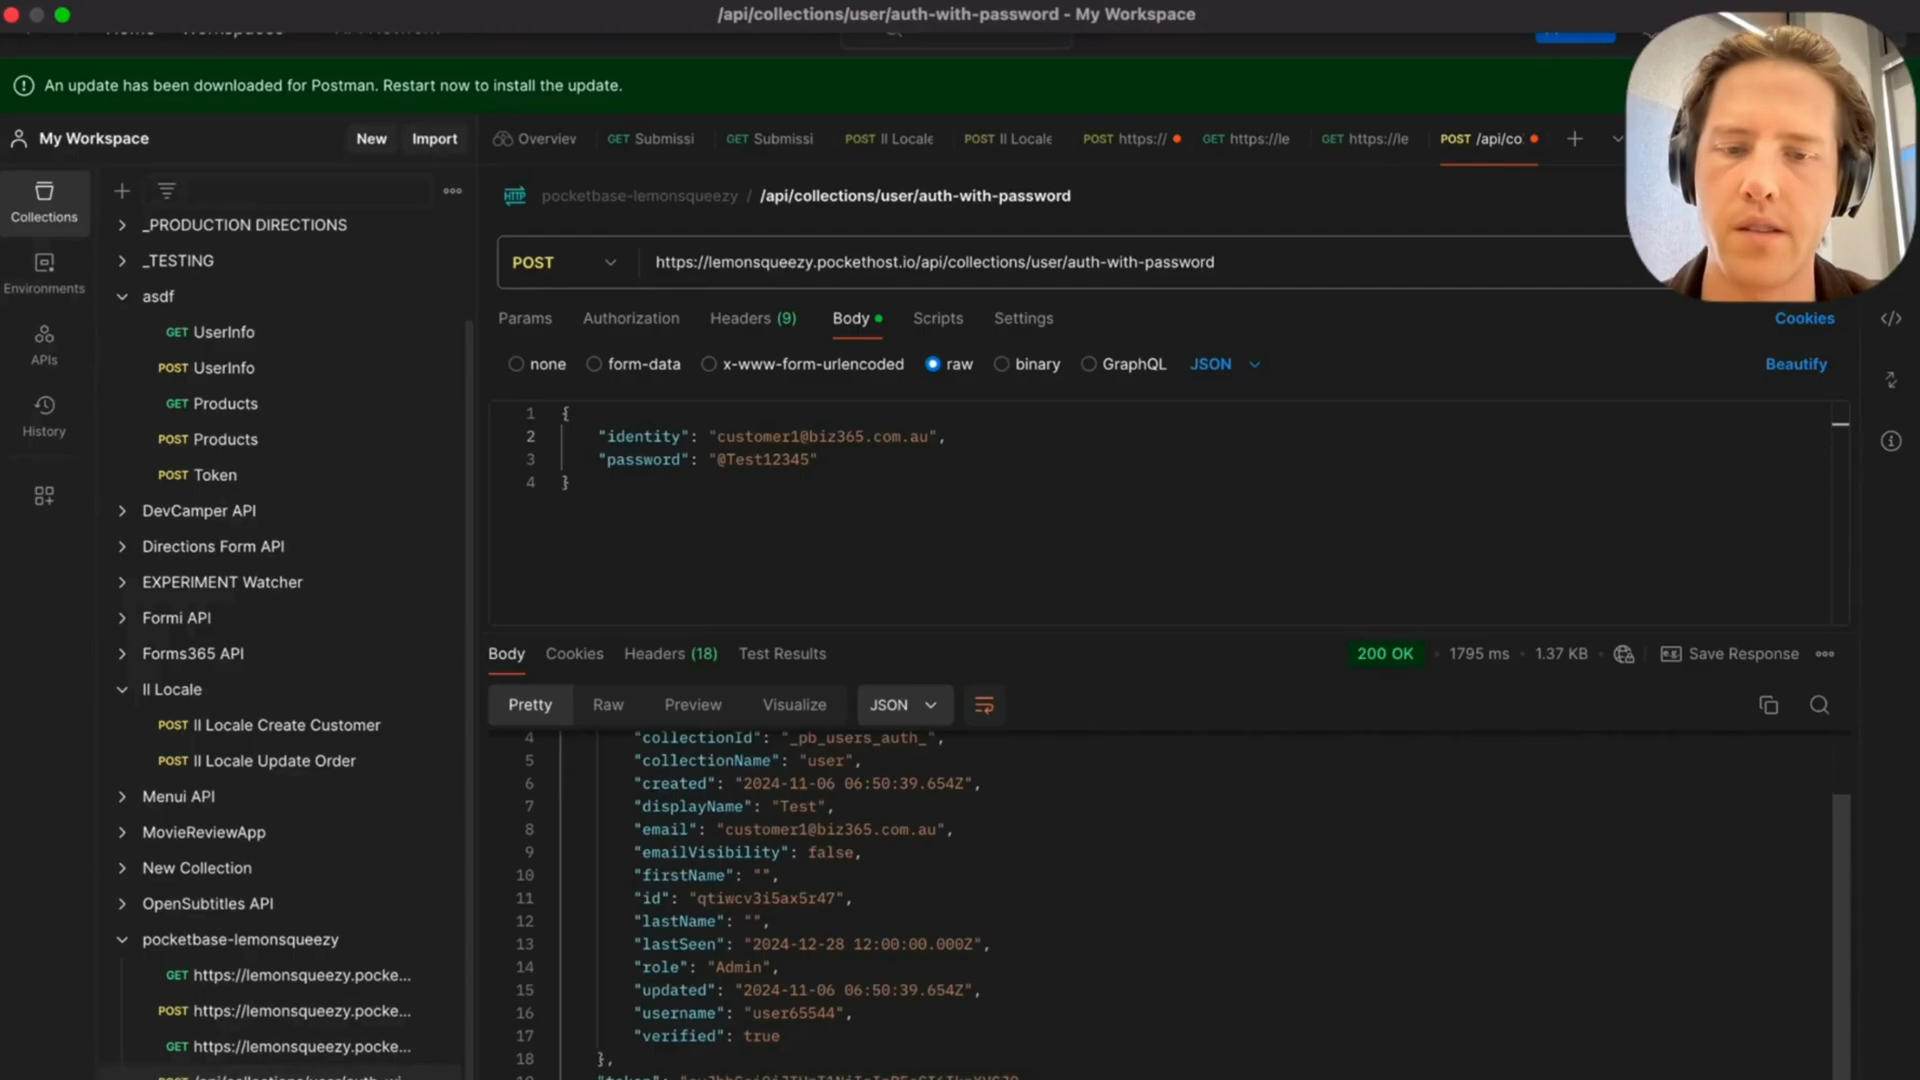 /api/collections/user/auth-with-password - My Workspace
An update has been downloaded for Postman. Restart now to install the update.
My Workspace
New
Import
Overviev
GET Submissi
GET Submissi
POST Il Locale
POST Il Locale
POST https://
GET https://le
GET https://le
POST /api/co
Collections
Environments
APIs
History
_PRODUCTION DIRECTIONS
_TESTING
asdf
GET UserInfo
POST UserInfo
GET Products
POST Products
POST Token
DevCamper API
Directions Form API
EXPERIMENT Watcher
Formi API
Forms365 API
Il Locale
POST Il Locale Create Customer
POST Il Locale Update Order
Menui API
MovieReviewApp
New Collection
OpenSubtitles API
pocketbase-lemonsqueezy
GET https://lemonsqueezy.pocke...
POST https://lemonsqueezy.pocke...
GET https://lemonsqueezy.pocke...
HTTP pocketbase-lemonsqueezy / /api/collections/user/auth-with-password
POST https://lemonsqueezy.pockethost.io/api/collections/user/auth-with-password
Params Authorization Headers (9) Body Scripts Settings Cookies
none form-data x-www-form-urlencoded raw binary GraphQL JSON Beautify
1 {
2 "identity": "customer1@biz365.com.au",
3 "password": "@Test12345"
4 }
Body Cookies Headers (18) Test Results 200 OK 1795 ms 1.37 KB Save Response
Pretty Raw Preview Visualize JSON
4 "collectionId": "_pb_users_auth_",
5 "collectionName": "user",
6 "created": "2024-11-06 06:50:39.654Z",
7 "displayName": "Test",
8 "email": "customer1@biz365.com.au",
9 "emailVisibility": false,
10 "firstName": "",
11 "id": "qtiwcv3i5ax5r47",
12 "lastName": "",
13 "lastSeen": "2024-12-28 12:00:00.000Z",
14 "role": "Admin",
15 "updated": "2024-11-06 06:50:39.654Z",
16 "username": "user65544",
17 "verified": true
18 },